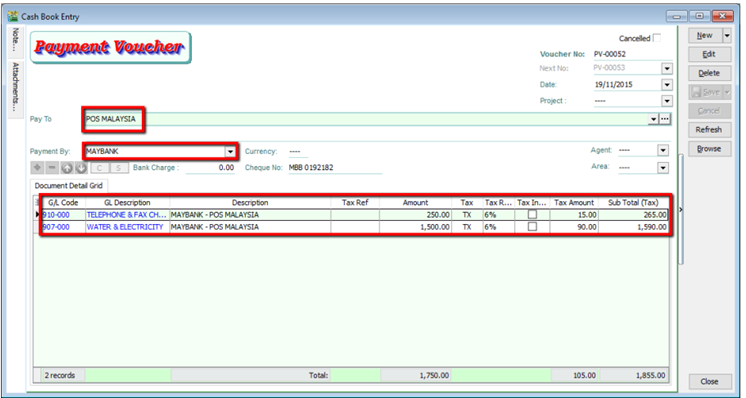 Cash Book Entry
Note...
Attachments...
Payment Voucher
Cancelled
Voucher No: PV-00052
Next No: PV-00053
Date: 19/11/2015
Project : ----
Pay To POS MALAYSIA
Payment By: MAYBANK Currency: ---- Agent: ----
C S Bank Charge : 0.00 Cheque No: MBB 0192182 Area: ----
Document Detail Grid
G/L Code GL Description Description Tax Ref Amount Tax Tax R... Tax In... Tax Amount Sub Total (Tax)
910-000 TELEPHONE & FAX CH... MAYBANK - POS MALAYSIA 250.00 TX 6% 15.00 265.00
907-000 WATER & ELECTRICITY MAYBANK - POS MALAYSIA 1,500.00 TX 6% 90.00 1,590.00
2 records Total: 1,750.00 105.00 1,855.00
New
Edit
Delete
Save
Cancel
Refresh
Browse
Close